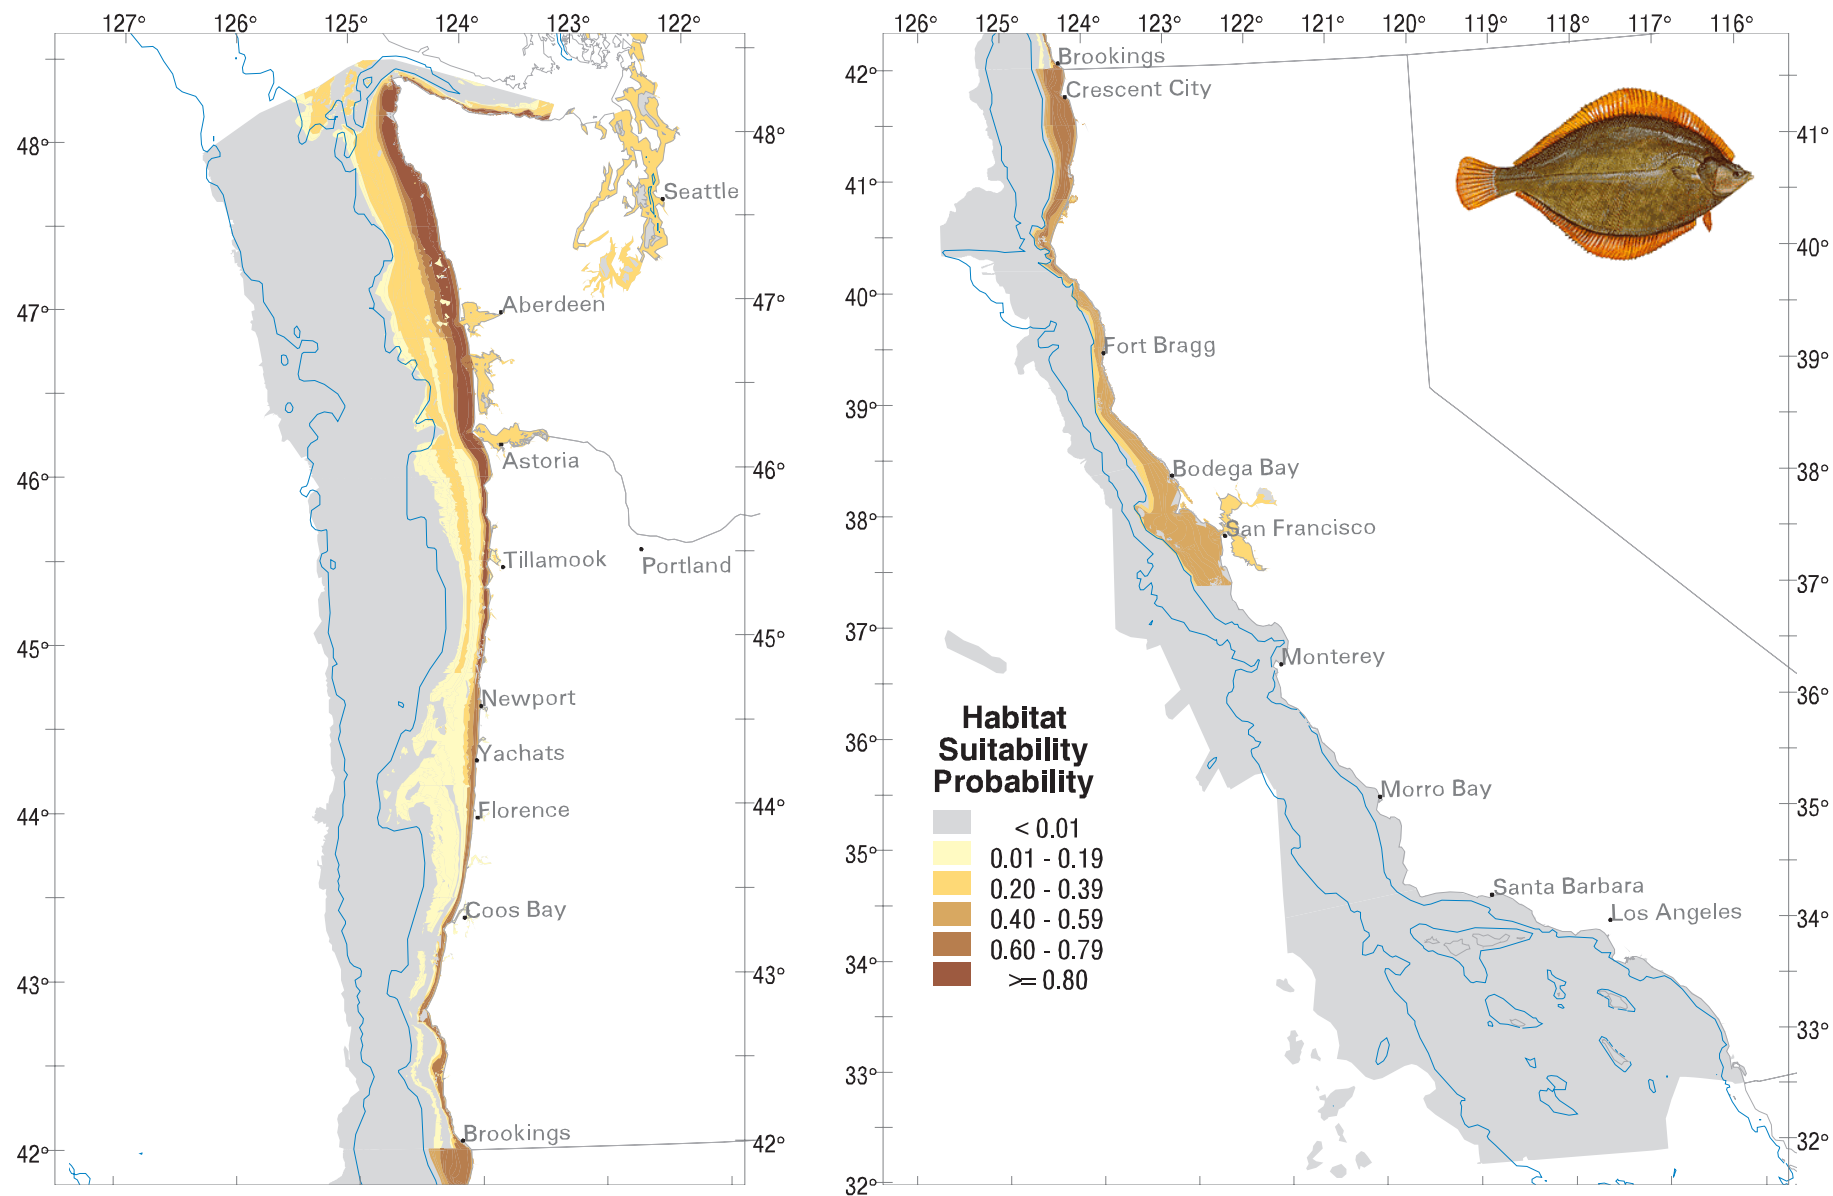 127° 126° 125° 124° 123° 122°
126° 125° 124° 123° 122° 121° 120° 119° 118° 117° 116°
48°
47°
46°
45°
44°
43°
42°
48°
47°
46°
45°
44°
43°
42°
Seattle
Aberdeen
Astoria
Tillamook
Portland
Newport
Yachats
Florence
Coos Bay
Brookings
42°
41°
40°
39°
38°
37°
36°
35°
34°
33°
32°
41°
40°
39°
38°
37°
36°
35°
34°
33°
32°
Brookings
Crescent City
Fort Bragg
Bodega Bay
San Francisco
Monterey
Morro Bay
Santa Barbara
Los Angeles
Habitat
Suitability
Probability
< 0.01
0.01 - 0.19
0.20 - 0.39
0.40 - 0.59
0.60 - 0.79
>= 0.80